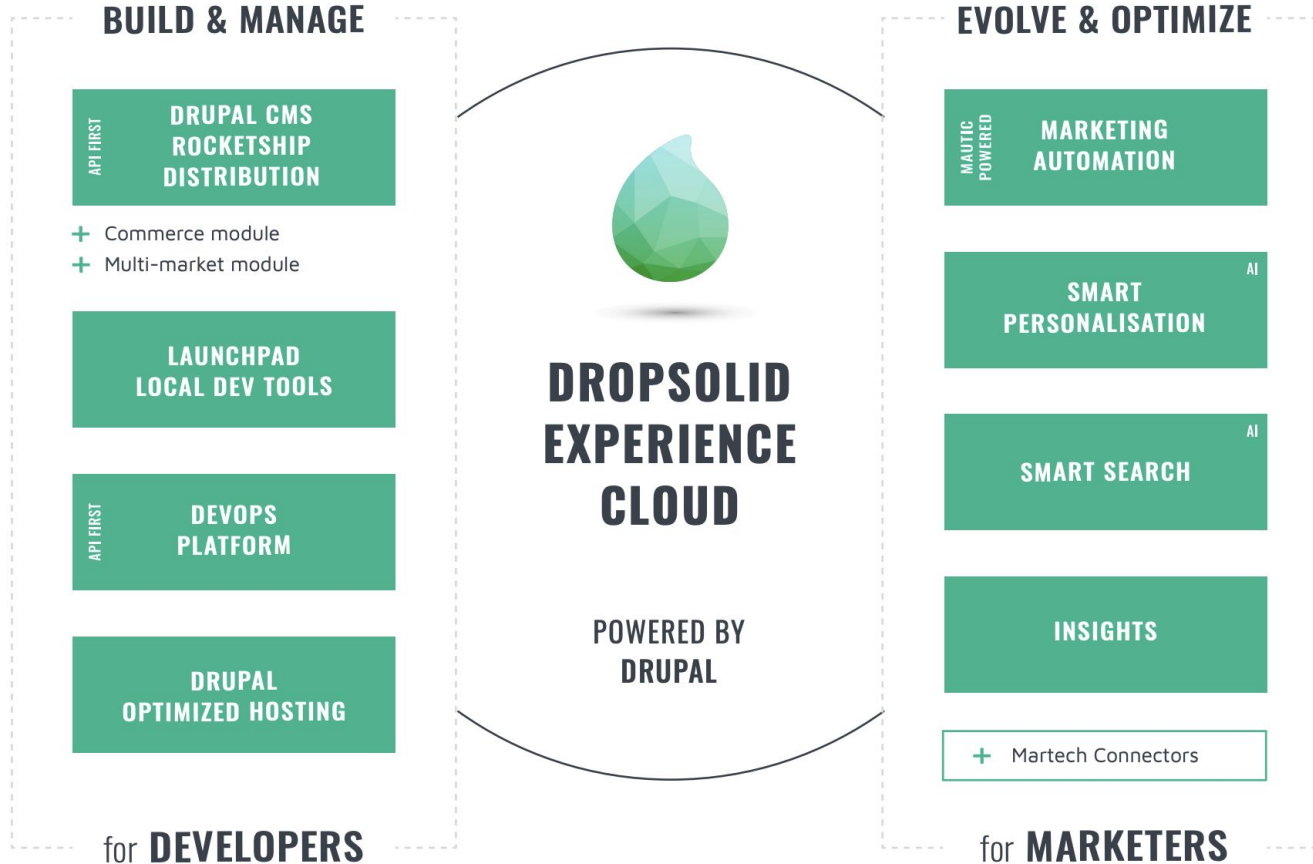 BUILD & MANAGE
API FIRST
DRUPAL CMS
ROCKETSHIP
DISTRIBUTION
+ Commerce module
+ Multi-market module
LAUNCHPAD
LOCAL DEV TOOLS
API FIRST
DEVOPS
PLATFORM
DRUPAL
OPTIMIZED HOSTING
for DEVELOPERS
DROPSOLID
EXPERIENCE
CLOUD
POWERED BY
DRUPAL
EVOLVE & OPTIMIZE
MAUTIC
POWERED
MARKETING
AUTOMATION
AI
SMART
PERSONALISATION
AI
SMART SEARCH
INSIGHTS
+ Martech Connectors
for MARKETERS